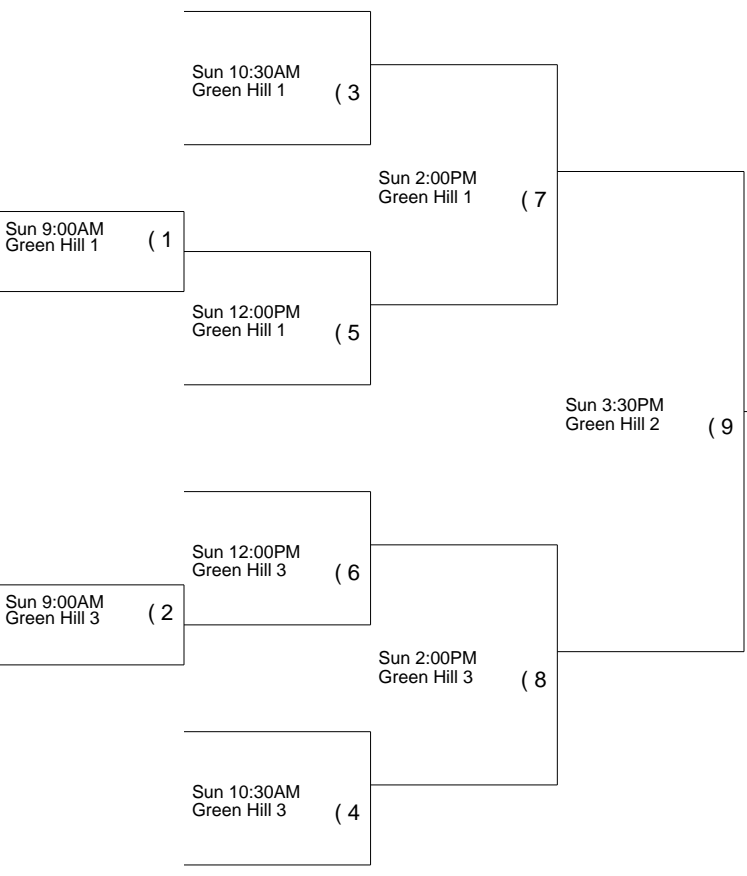 Sun 10:30AM
Green Hill 1
( 3
Sun 2:00PM
Green Hill 1
( 7
Sun 9:00AM
Green Hill 1
( 1
Sun 12:00PM
Green Hill 1
( 5
Sun 3:30PM
Green Hill 2
( 9
Sun 12:00PM
Green Hill 3
( 6
Sun 9:00AM
Green Hill 3
( 2
Sun 2:00PM
Green Hill 3
( 8
Sun 10:30AM
Green Hill 3
( 4